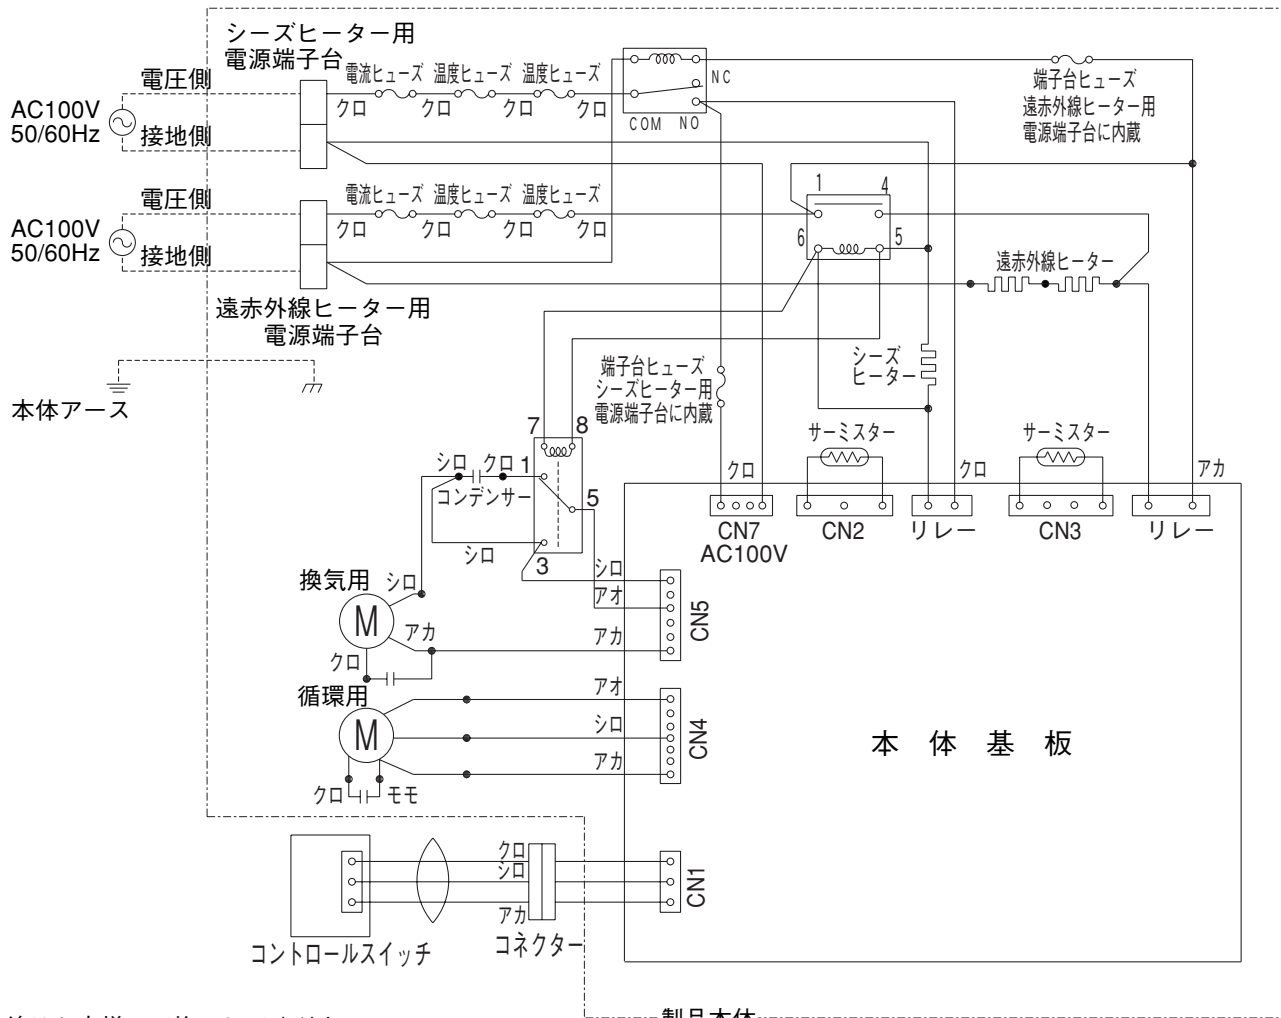 シーズヒーター用
電源端子台
電圧側
AC100V
50/60Hz
接地側
電流ヒューズ 温度ヒューズ 温度ヒューズ
クロ クロ クロ クロ
NC
COM NO
端子台ヒューズ
遠赤外線ヒーター用
電源端子台に内蔵
電圧側
AC100V
50/60Hz
接地側
電流ヒューズ 温度ヒューズ 温度ヒューズ
クロ クロ クロ クロ
1 4
6 5
遠赤外線ヒーター
遠赤外線ヒーター用
電源端子台
本体アース
端子台ヒューズ
シーズヒーター用
電源端子台に内蔵
シーズ
ヒーター
7 8
シロ クロ 1
コンデンサー
5
シロ
3
サーミスター
サーミスター
クロ
クロ
アカ
CN7
AC100V
CN2
リレー
CN3
リレー
換気用
シロ
M
アカ
クロ
シロ
アオ
アカ
CN5
循環用
M
クロ
モモ
アオ
シロ
アカ
CN4
本体基板
クロ
シロ
アカ
CN1
コントロールスイッチ
コネクター
製品本体